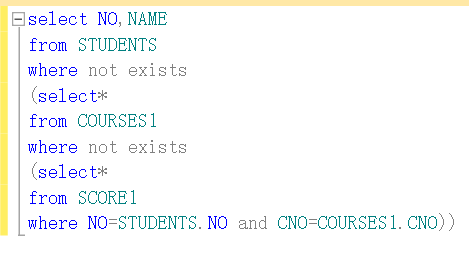 select NO,NAME
from STUDENTS
where not exists
(select*
from COURSES1
where not exists
(select*
from SCORE1
where NO=STUDENTS.NO and CNO=COURSES1.CNO))